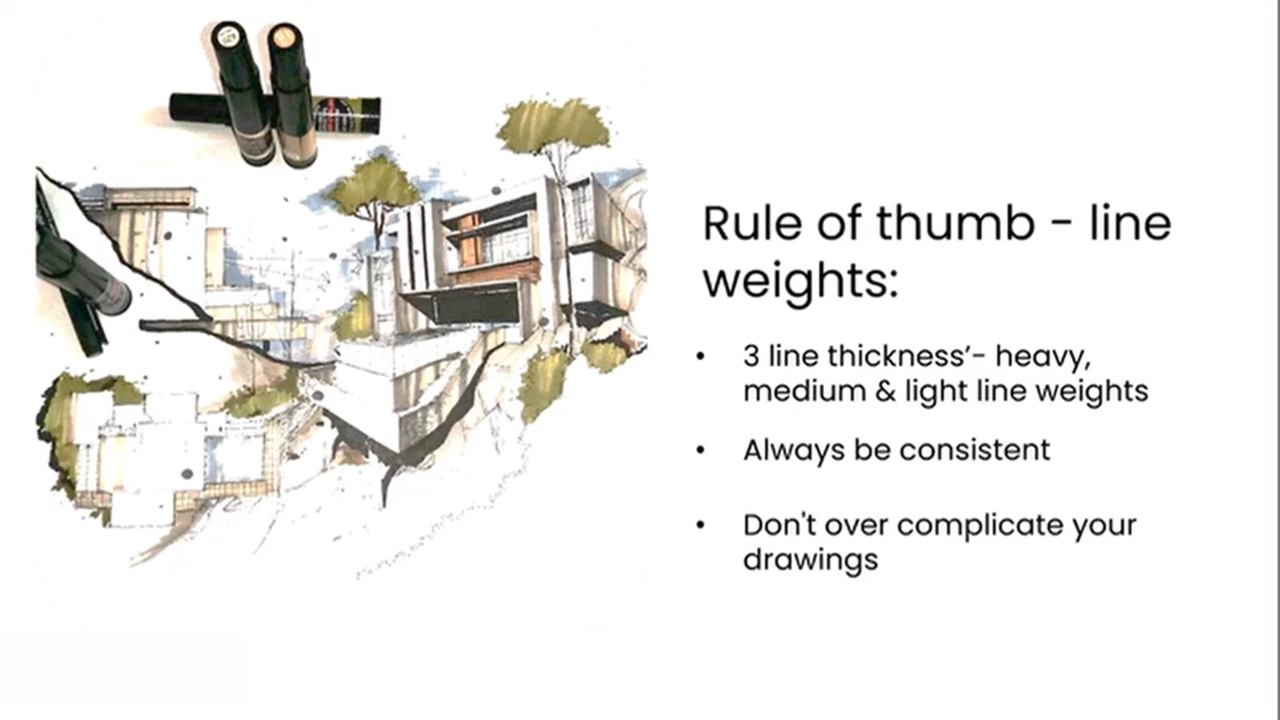 Rule of thumb - line
weights:
• 3 line thickness’- heavy,
medium & light line weights
• Always be consistent
• Don't over complicate your
drawings